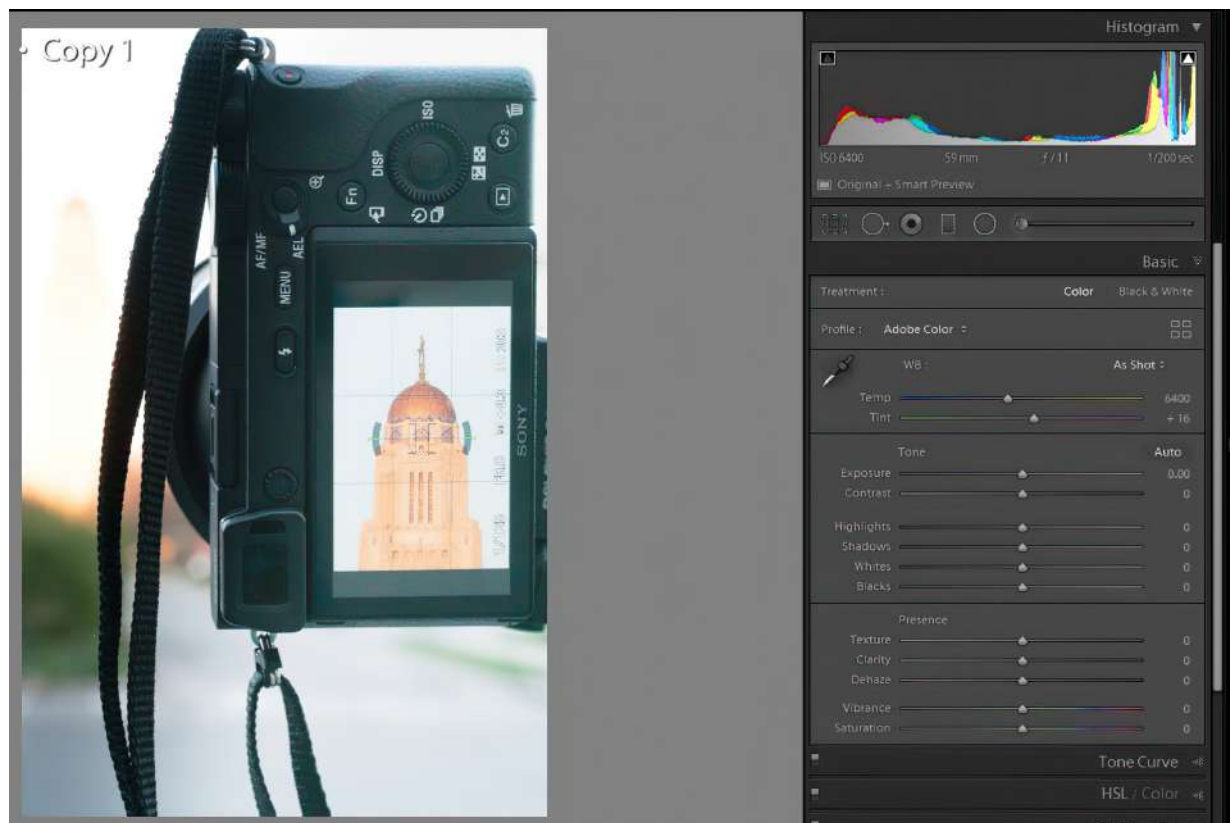 Copy 1
ISO
C2
DISP
Fn
AF/MF
AEL
MENU
SONY
Histogram
ISO 6400 59 mm ƒ/11 1/200 sec
Original – Smart Preview
Basic
Treatment : Color Black & White
Profile : Adobe Color
WB : As Shot
Temp 6400
Tint + 16
Tone Auto
Exposure 0.00
Contrast 0
Highlights 0
Shadows 0
Whites 0
Blacks 0
Presence
Texture 0
Clarity 0
Dehaze 0
Vibrance 0
Saturation 0
Tone Curve
HSL / Color